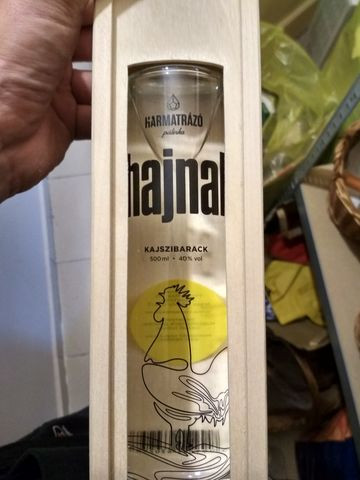 HARMATRÁZÓ
pálinka
hajnal
KAJSZIBARACK
500 ml • 40% vol